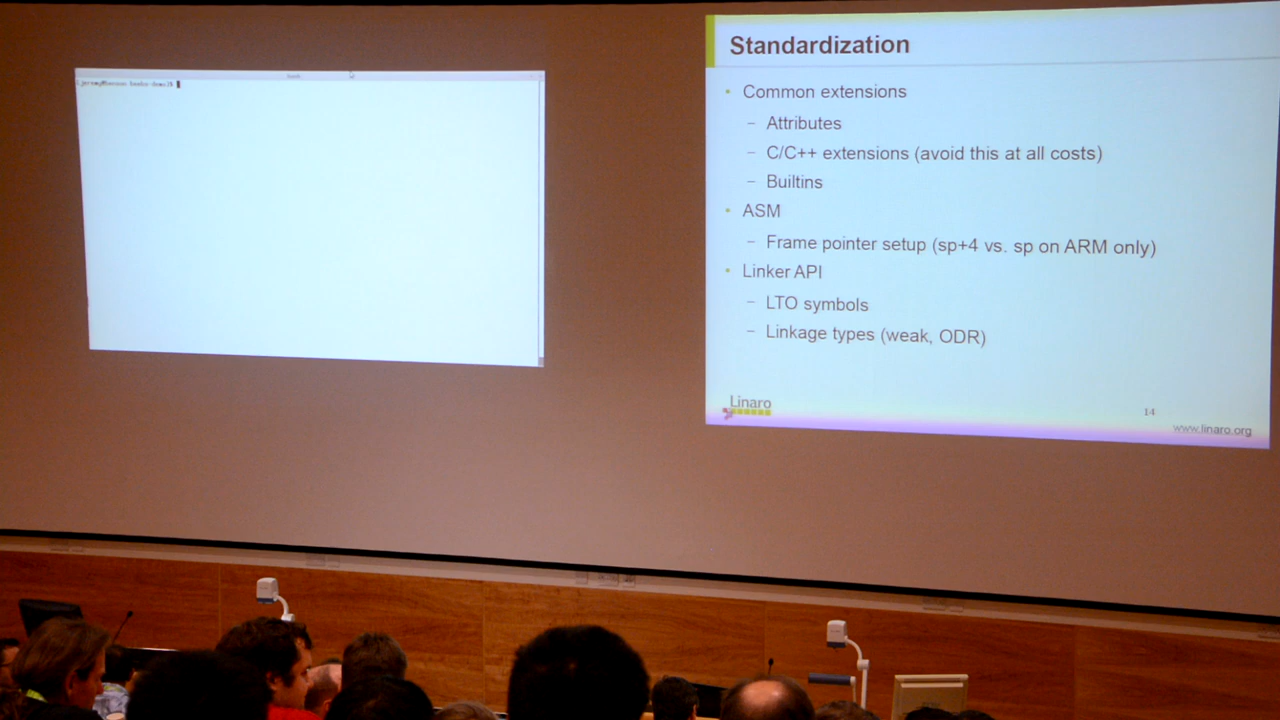 Standardization
• Common extensions
– Attributes
– C/C++ extensions (avoid this at all costs)
– Builtins
• ASM
– Frame pointer setup (sp+4 vs. sp on ARM only)
• Linker API
– LTO symbols
– Linkage types (weak, ODR)
Linaro
14
www.linaro.org